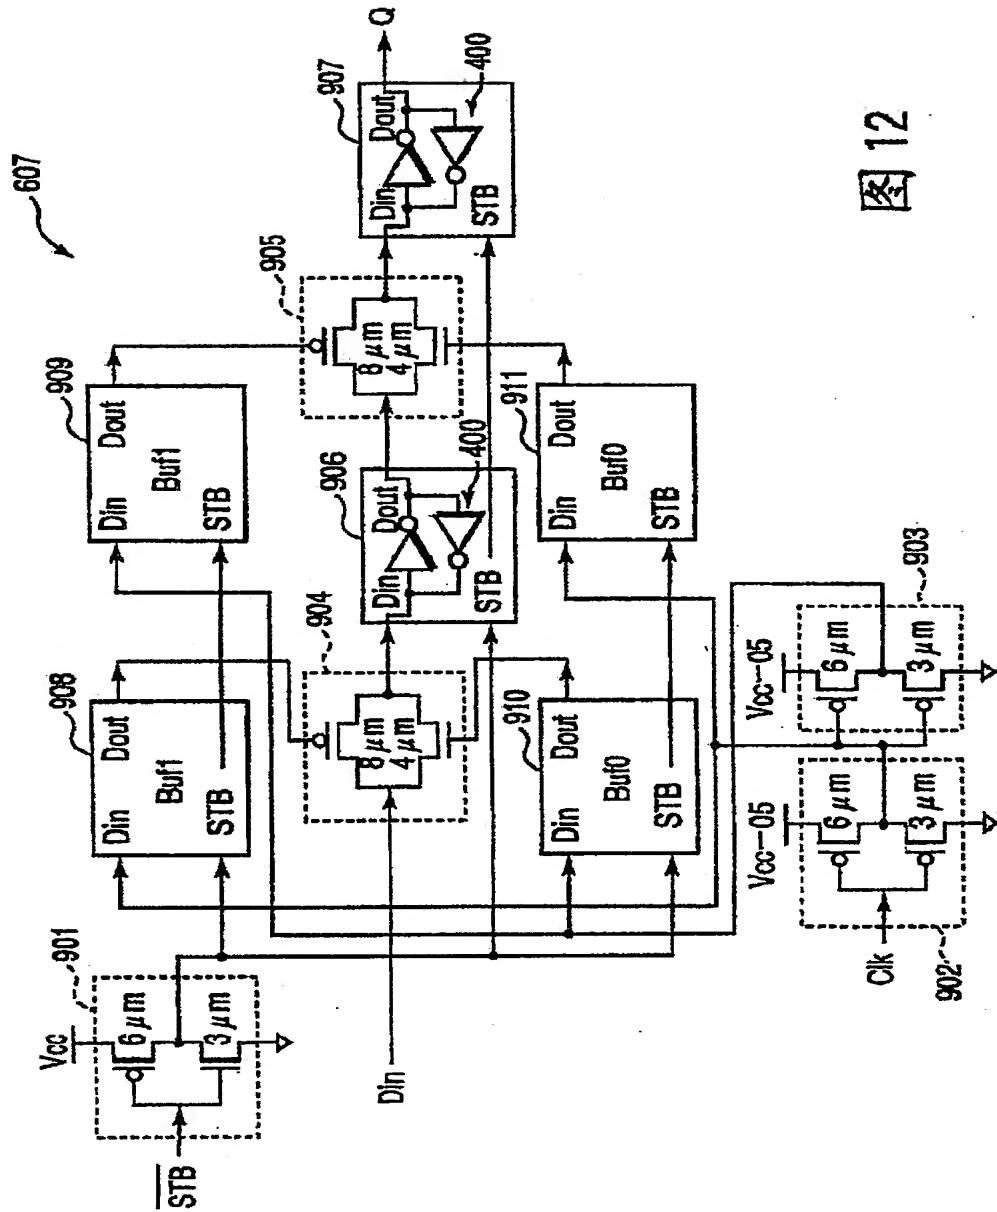 607
901
Vcc
6 μm
3 μm
STB
908
Din
Dout
Buf1
STB
909
Din
Dout
Buf1
STB
Din
904
8 μm
4 μm
906
Din
Dout
400
STB
905
8 μm
4 μm
907
Din
Dout
400
STB
Q
910
Din
Dout
Buf0
STB
911
Din
Dout
Buf0
STB
Clk
902
Vcc-05
6 μm
3 μm
903
Vcc-05
6 μm
3 μm
图 12